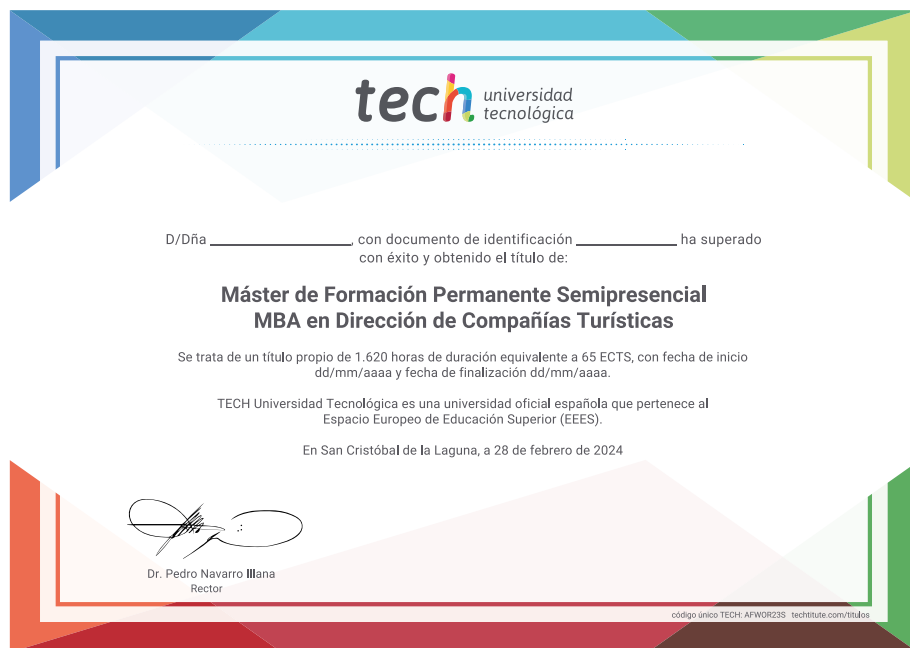 tech universidad
tecnológica
D/Dña ________________, con documento de identificación ____________ ha superado
con éxito y obtenido el título de:
Máster de Formación Permanente Semipresencial
MBA en Dirección de Compañías Turísticas
Se trata de un título propio de 1.620 horas de duración equivalente a 65 ECTS, con fecha de inicio
dd/mm/aaaa y fecha de finalización dd/mm/aaaa.
TECH Universidad Tecnológica es una universidad oficial española que pertenece al
Espacio Europeo de Educación Superior (EEES).
En San Cristóbal de la Laguna, a 28 de febrero de 2024
Dr. Pedro Navarro Illana
Rector
código único TECH: AFWOR23S techtitute.com/titulos